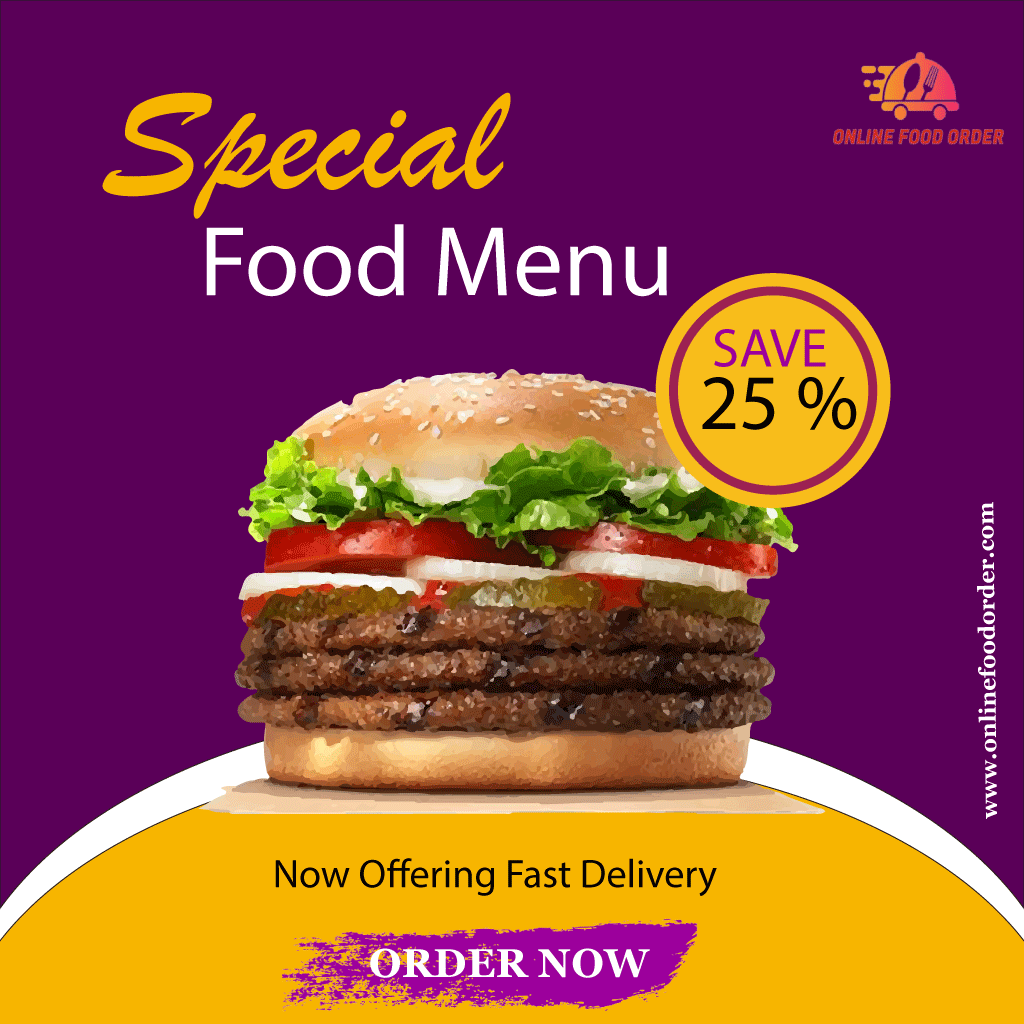 ONLINE FOOD ORDER
Special
Food Menu
SAVE
25 %
www.onlinefoodorder.com
Now Offering Fast Delivery
ORDER NOW